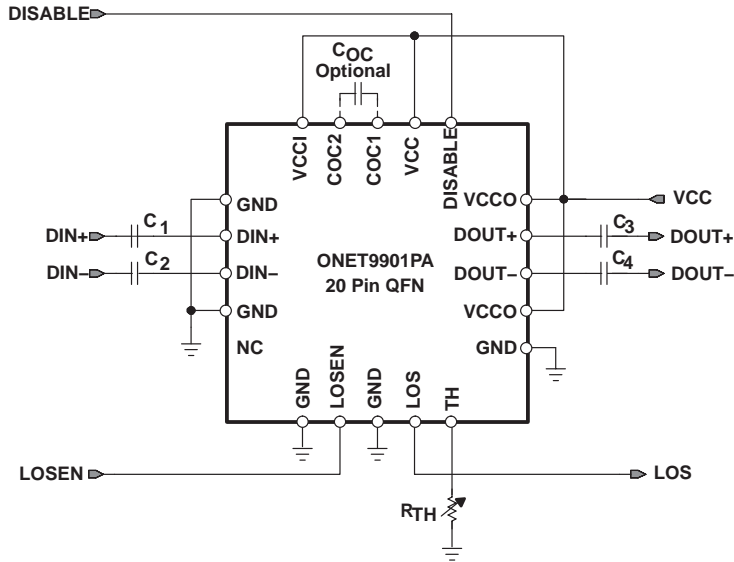 DISABLE
COC
Optional
VCCI
COC2
COC1
VCC
DISABLE
GND
VCCO
VCC
DIN+
C1
DIN+
DOUT+
C3
DOUT+
DIN–
C2
DIN–
ONET9901PA
20 Pin QFN
DOUT–
C4
DOUT–
GND
VCCO
NC
GND
GND
LOSEN
GND
LOS
TH
LOSEN
LOS
RTH